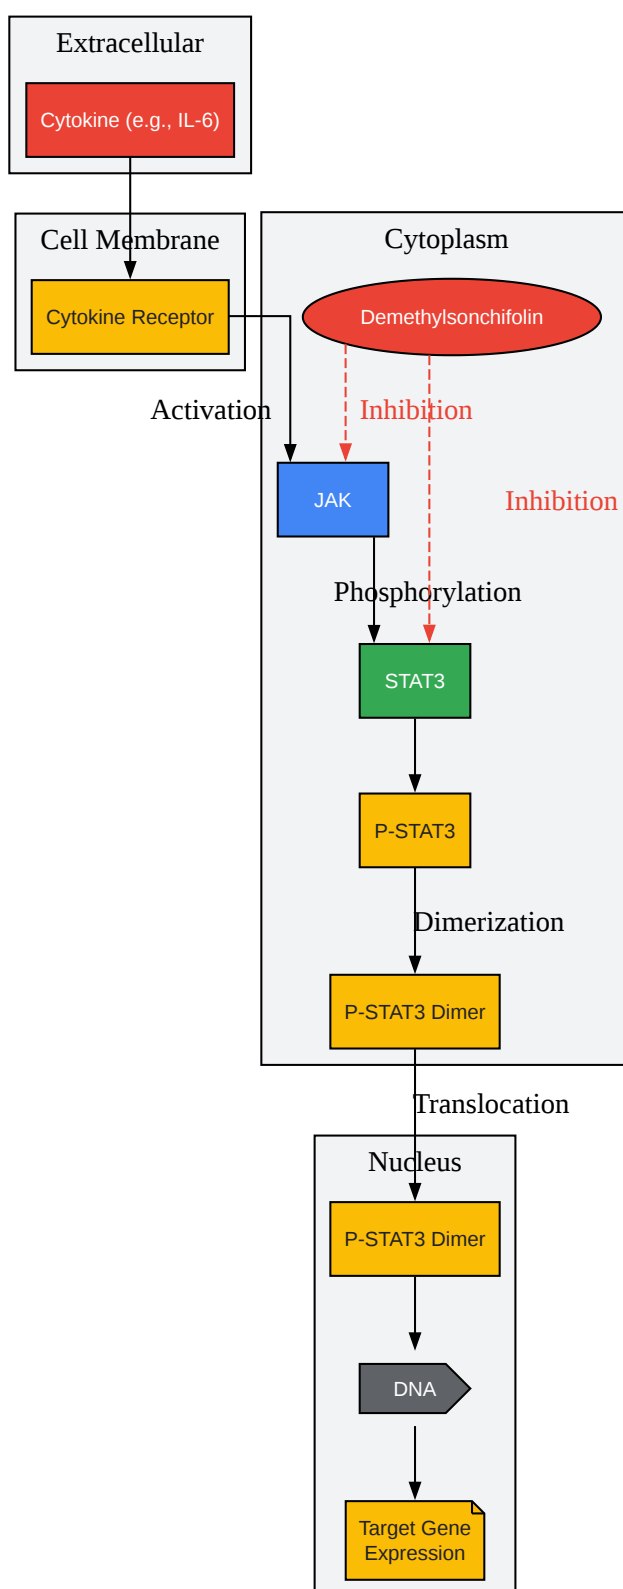 Extracellular
Cytokine (e.g., IL-6)
Cell Membrane
Cytokine Receptor
Cytoplasm
Demethylsonchifolin
Activation
Inhibition
JAK
Inhibition
Phosphorylation
STAT3
P-STAT3
Dimerization
P-STAT3 Dimer
Translocation
Nucleus
P-STAT3 Dimer
DNA
Target Gene
Expression